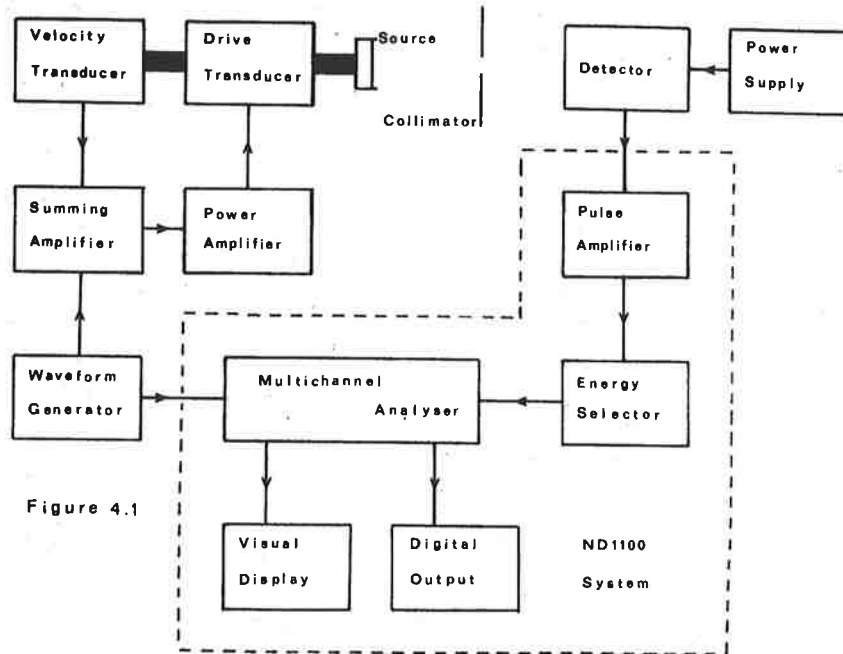 Velocity
Transducer
Drive
Transducer
Source
Collimator
Detector
Power
Supply
Summing
Amplifier
Power
Amplifier
Pulse
Amplifier
Waveform
Generator
Multichannel
Analyser
Energy
Selector
Figure 4.1
Visual
Display
Digital
Output
ND1100
System